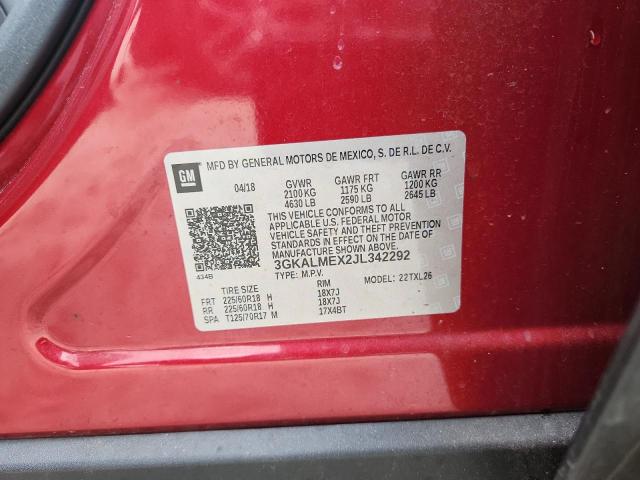 MFD BY GENERAL MOTORS DE MEXICO, S. DE R.L. DE C.V.
GM
04/18 GVWR GAWR FRT GAWR RR
2100 KG 1175 KG 1200 KG
4630 LB 2590 LB 2645 LB
THIS VEHICLE CONFORMS TO ALL
APPLICABLE U.S. FEDERAL MOTOR
VEHICLE SAFETY AND THEFT PREVENTION
STANDARDS IN EFFECT ON THE DATE OF
MANUFACTURE SHOWN ABOVE.
3GKALMEX2JL342292
434B TYPE: M.P.V. MODEL: 22TXL26
TIRE SIZE RIM
FRT 225/60R18 H 18X7J
RR 225/60R18 H 18X7J
SPA T125/70R17 M 17X4BT